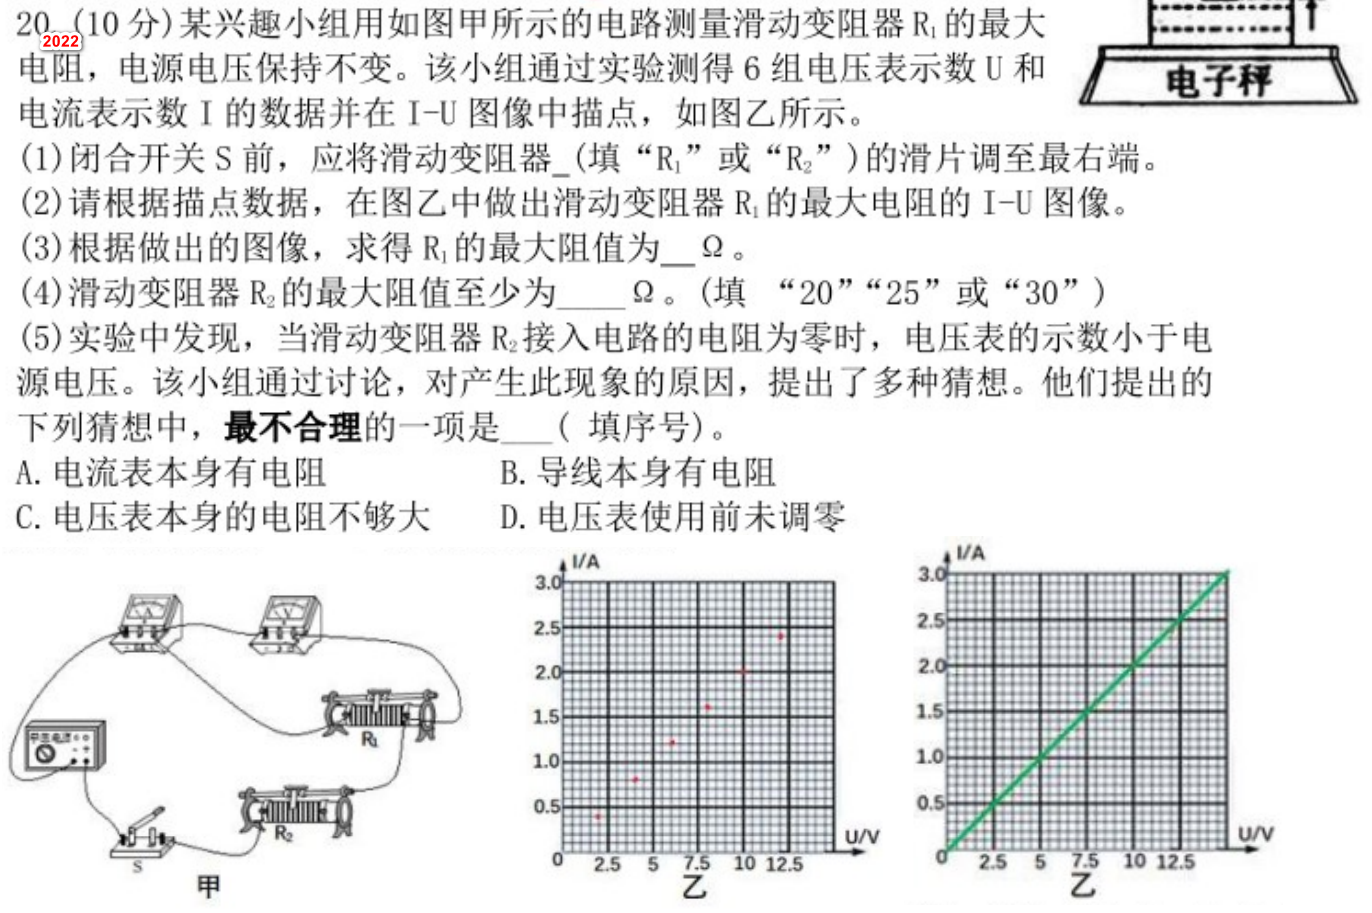 20.(10分)某兴趣小组用如图甲所示的电路测量滑动变阻器R₁的最大
2022
电阻，电源电压保持不变。该小组通过实验测得6组电压表示数U和
电流表示数I的数据并在I-U图像中描点，如图乙所示。
电子秤
(1)闭合开关S前，应将滑动变阻器_(填“R₁”或“R₂”)的滑片调至最右端。
(2)请根据描点数据，在图乙中做出滑动变阻器R₁的最大电阻的I-U图像。
(3)根据做出的图像，求得R₁的最大阻值为__Ω。
(4)滑动变阻器R₂的最大阻值至少为____Ω。(填 “20”“25”或“30”)
(5)实验中发现，当滑动变阻器R₂接入电路的电阻为零时，电压表的示数小于电
源电压。该小组通过讨论，对产生此现象的原因，提出了多种猜想。他们提出的
下列猜想中，最不合理的一项是___( 填序号)。
A.电流表本身有电阻 B.导线本身有电阻
C.电压表本身的电阻不够大 D.电压表使用前未调零
A
V
R₁
R₂
S
甲
I/A
3.0
2.5
2.0
1.5
1.0
0.5
0 2.5 5 7.5 10 12.5
U/V
乙
I/A
3.0
2.5
2.0
1.5
1.0
0.5
0 2.5 5 7.5 10 12.5
U/V
乙